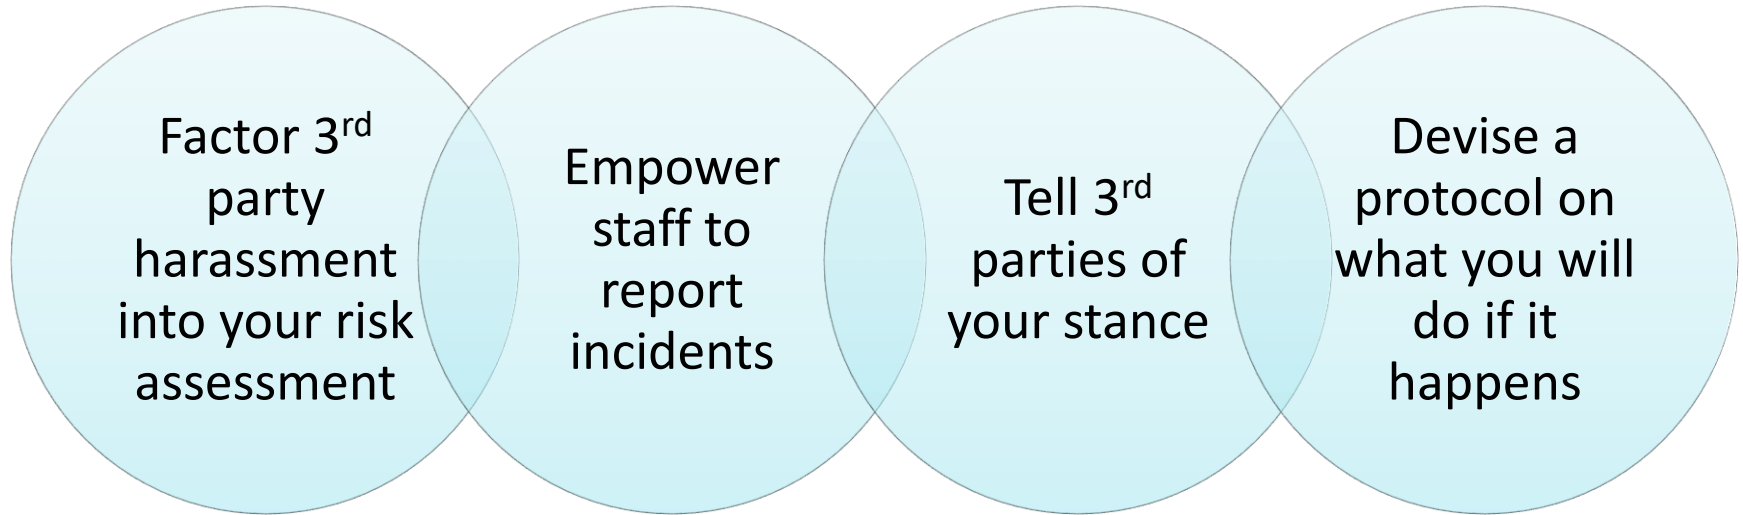 Factor 3rd
party
harassment
into your risk
assessment
Empower
staff to
report
incidents
Tell 3rd
parties of
your stance
Devise a
protocol on
what you will
do if it
happens